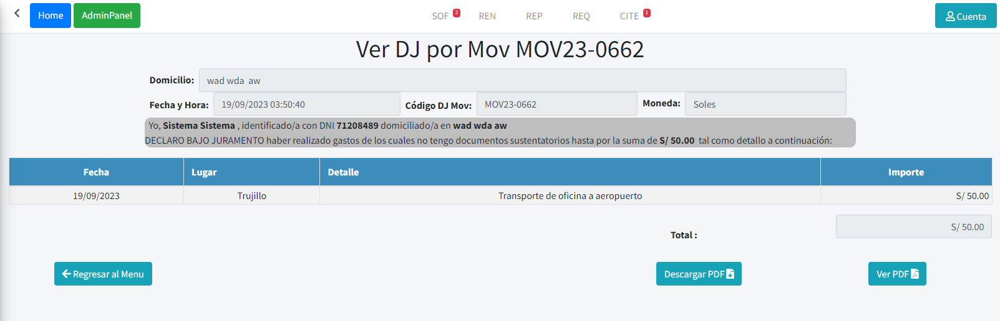 Home AdminPanel SOF 2 REN REP REQ CITE 1 Cuenta
Ver DJ por Mov MOV23-0662
Domicilio: wad wda aw
Fecha y Hora: 19/09/2023 03:50:40 Código DJ Mov: MOV23-0662 Moneda: Soles
Yo, Sistema Sistema , identificado/a con DNI 71208489 domiciliado/a en wad wda aw
DECLARO BAJO JURAMENTO haber realizado gastos de los cuales no tengo documentos sustentatorios hasta por la suma de S/ 50.00 tal como detallo a continuación:
Fecha Lugar Detalle Importe
19/09/2023 Trujillo Transporte de oficina a aeropuerto S/ 50.00
Total : S/ 50.00
Regresar al Menu Descargar PDF Ver PDF